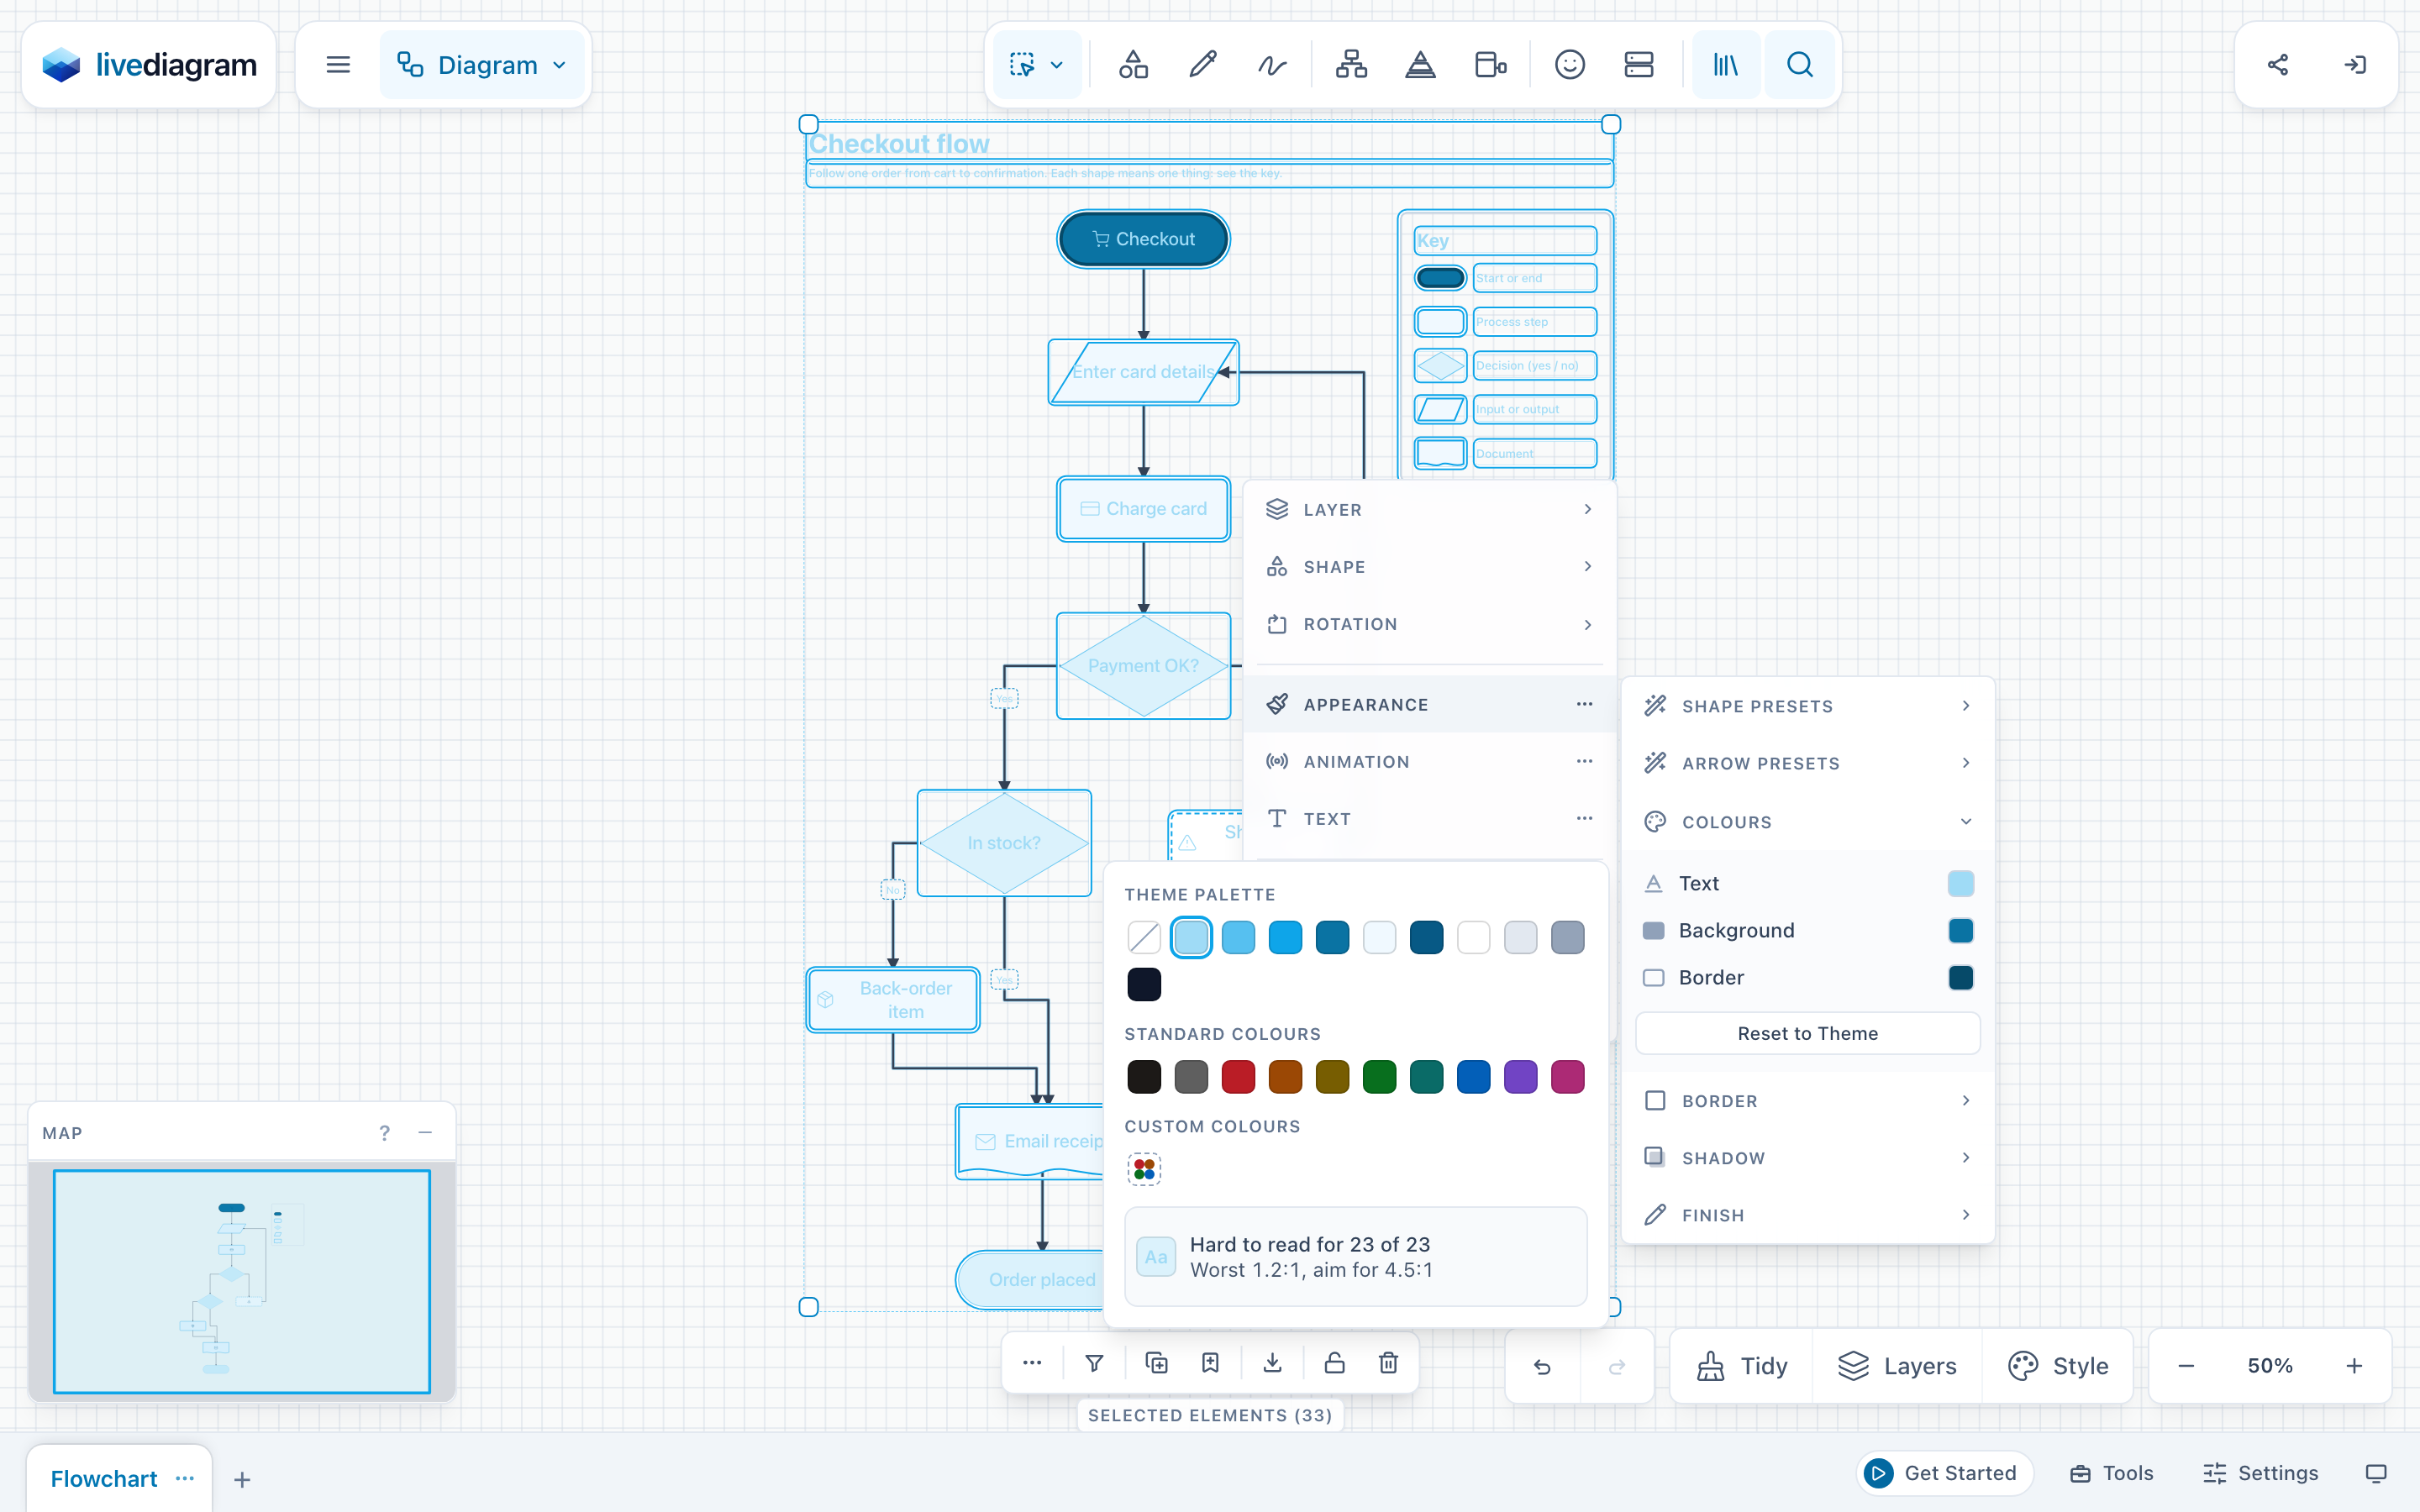 livediagram
Diagram
Checkout flow
Follow one order from cart to confirmation. Each shape means one thing: see the key.
Checkout
Key
Start or end
Process step
Decision (yes / no)
Input or output
Document
Enter card details
Charge card
Payment OK?
Yes
In stock?
No
Yes
Back-order
item
Email receip
Order placed
LAYER
SHAPE
ROTATION
APPEARANCE
ANIMATION
TEXT
SHAPE PRESETS
ARROW PRESETS
COLOURS
Text
Background
Border
Reset to Theme
BORDER
SHADOW
FINISH
THEME PALETTE
STANDARD COLOURS
CUSTOM COLOURS
Aa
Hard to read for 23 of 23
Worst 1.2:1, aim for 4.5:1
MAP
?
SELECTED ELEMENTS (33)
Tidy
Layers
Style
50%
Flowchart
Get Started
Tools
Settings